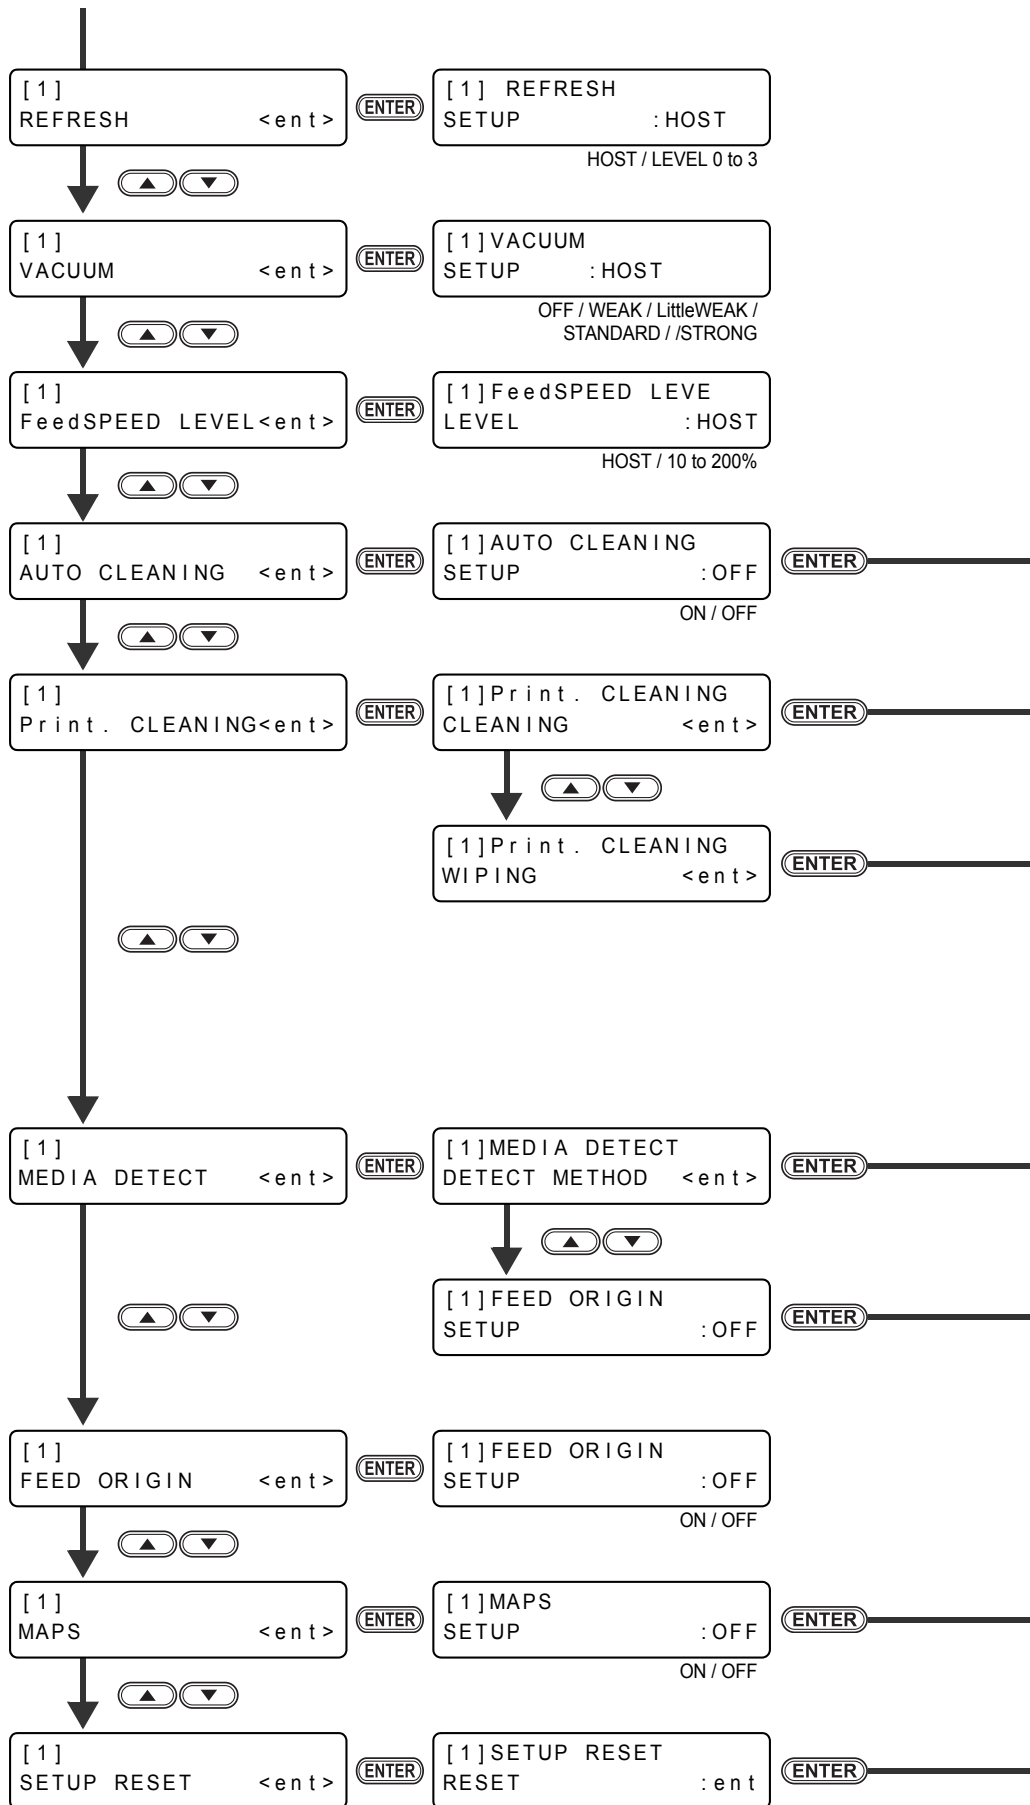 [1]
REFRESH <ent>
ENTER
[1] REFRESH
SETUP :HOST
HOST / LEVEL 0 to 3
[1]
VACUUM <ent>
ENTER
[1]VACUUM
SETUP :HOST
OFF / WEAK / LittleWEAK /
STANDARD / /STRONG
[1]
FeedSPEED LEVEL<ent>
ENTER
[1]FeedSPEED LEVE
LEVEL :HOST
HOST / 10 to 200%
[1]
AUTO CLEANING <ent>
ENTER
[1]AUTO CLEANING
SETUP :OFF
ENTER
ON / OFF
[1]
Print. CLEANING<ent>
ENTER
[1]Print. CLEANING
CLEANING <ent>
ENTER
[1]Print. CLEANING
WIPING <ent>
ENTER
[1]
MEDIA DETECT <ent>
ENTER
[1]MEDIA DETECT
DETECT METHOD <ent>
ENTER
[1]FEED ORIGIN
SETUP :OFF
ENTER
[1]
FEED ORIGIN <ent>
ENTER
[1]FEED ORIGIN
SETUP :OFF
ON / OFF
[1]
MAPS <ent>
ENTER
[1]MAPS
SETUP :OFF
ENTER
ON / OFF
[1]
SETUP RESET <ent>
ENTER
[1]SETUP RESET
RESET :ent
ENTER